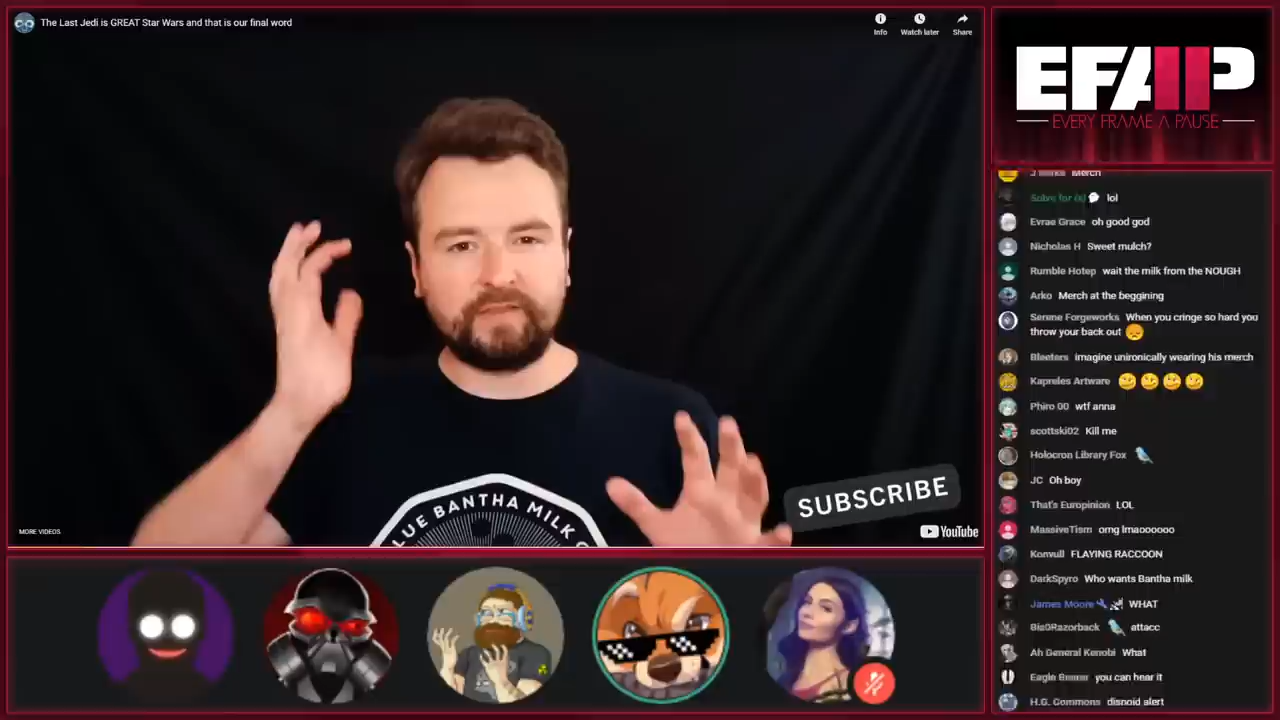 The Last Jedi is GREAT Star Wars and that is our final word
Info
Watch later
Share
BLUE BANTHA MILK C
SUBSCRIBE
MORE VIDEOS
YouTube
EFAP
EVERY FRAME A PAUSE
Merch
lol
Evrae Grace oh good god
Nicholas H Sweet mulch?
Rumble Hotep wait the milk from the NOUGH
Arko Merch at the beggining
Serene Forgeworks When you cringe so hard you
throw your back out
Bleeters imagine unironically wearing his merch
Kapreles Artware
Phiro 00 wtf anna
scottski02 Kill me
Holocron Library Fox
JC Oh boy
That's Europinion LOL
MassiveTism omg lmaoooooo
Konvull FLAYING RACCOON
DarkSpyro Who wants Bantha milk
James Moore WHAT
attacc
Ah General Kenobi What
Eagle you can hear it
H.G. Commons disnoid alert